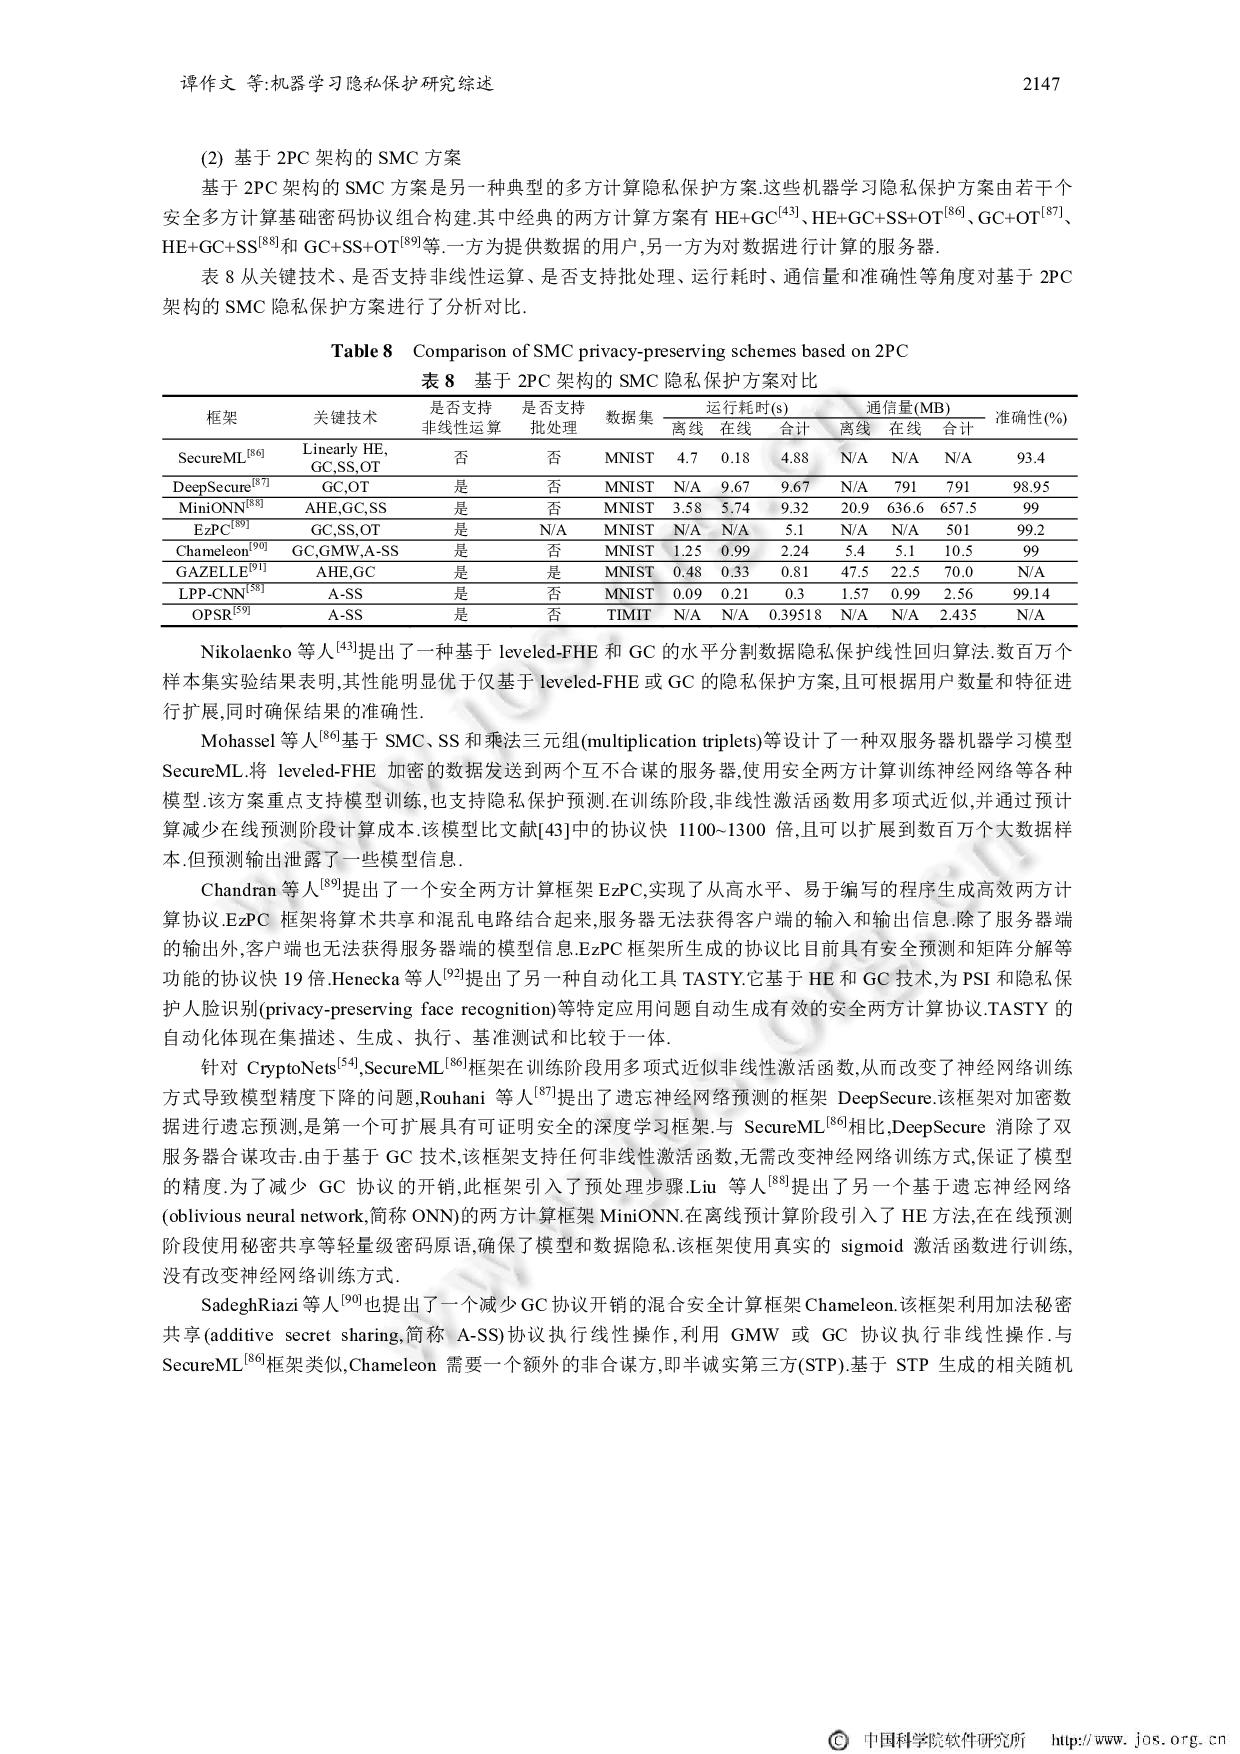 谭作文 等:机器学习隐私保护研究综述 2147
(2) 基于 2PC 架构的 SMC 方案
基于 2PC 架构的 SMC 方案是另一种典型的多方计算隐私保护方案.这些机器学习隐私保护方案由若干个
安全多方计算基础密码协议组合构建.其中经典的两方计算方案有 HE+GC[43]、HE+GC+SS+OT[86]、GC+OT[87]、
HE+GC+SS[88]和 GC+SS+OT[89]等.一方为提供数据的用户,另一方为对数据进行计算的服务器.
表 8 从关键技术、是否支持非线性运算、是否支持批处理、运行耗时、通信量和准确性等角度对基于 2PC
架构的 SMC 隐私保护方案进行了分析对比.
Table 8 Comparison of SMC privacy-preserving schemes based on 2PC
表 8 基于 2PC 架构的 SMC 隐私保护方案对比
框架 关键技术 是否支持非线性运算 是否支持批处理 数据集 运行耗时(s) 通信量(MB) 准确性(%)
离线 在线 合计 离线 在线 合计
SecureML[86] Linearly HE, GC,SS,OT 否 否 MNIST 4.7 0.18 4.88 N/A N/A N/A 93.4
DeepSecure[87] GC,OT 是 否 MNIST N/A 9.67 9.67 N/A 791 791 98.95
MiniONN[88] AHE,GC,SS 是 否 MNIST 3.58 5.74 9.32 20.9 636.6 657.5 99
EzPC[89] GC,SS,OT 是 N/A MNIST N/A N/A 5.1 N/A N/A 501 99.2
Chameleon[90] GC,GMW,A-SS 是 否 MNIST 1.25 0.99 2.24 5.4 5.1 10.5 99
GAZELLE[91] AHE,GC 是 是 MNIST 0.48 0.33 0.81 47.5 22.5 70.0 N/A
LPP-CNN[58] A-SS 是 否 MNIST 0.09 0.21 0.3 1.57 0.99 2.56 99.14
OPSR[59] A-SS 是 否 TIMIT N/A N/A 0.39518 N/A N/A 2.435 N/A
Nikolaenko 等人[43]提出了一种基于 leveled-FHE 和 GC 的水平分割数据隐私保护线性回归算法.数百万个
样本集实验结果表明,其性能明显优于仅基于 leveled-FHE 或 GC 的隐私保护方案,且可根据用户数量和特征进
行扩展,同时确保结果的准确性.
Mohassel 等人[86]基于 SMC、SS 和乘法三元组(multiplication triplets)等设计了一种双服务器机器学习模型
SecureML.将 leveled-FHE 加密的数据发送到两个互不合谋的服务器,使用安全两方计算训练神经网络等各种
模型.该方案重点支持模型训练,也支持隐私保护预测.在训练阶段,非线性激活函数用多项式近似,并通过预计
算减少在线预测阶段计算成本.该模型比文献[43]中的协议快 1100~1300 倍,且可以扩展到数百万个大数据样
本.但预测输出泄露了一些模型信息.
Chandran 等人[89]提出了一个安全两方计算框架 EzPC,实现了从高水平、易于编写的程序生成高效两方计
算协议.EzPC 框架将算术共享和混乱电路结合起来,服务器无法获得客户端的输入和输出信息.除了服务器端
的输出外,客户端也无法获得服务器端的模型信息.EzPC 框架所生成的协议比目前具有安全预测和矩阵分解等
功能的协议快 19 倍.Henecka 等人[92]提出了另一种自动化工具 TASTY.它基于 HE 和 GC 技术,为 PSI 和隐私保
护人脸识别(privacy-preserving face recognition)等特定应用问题自动生成有效的安全两方计算协议.TASTY 的
自动化体现在集描述、生成、执行、基准测试和比较于一体.
针对 CryptoNets[54],SecureML[86]框架在训练阶段用多项式近似非线性激活函数,从而改变了神经网络训练
方式导致模型精度下降的问题,Rouhani 等人[87]提出了遗忘神经网络预测的框架 DeepSecure.该框架对加密数
据进行遗忘预测,是第一个可扩展具有可证明安全的深度学习框架.与 SecureML[86]相比,DeepSecure 消除了双
服务器合谋攻击.由于基于 GC 技术,该框架支持任何非线性激活函数,无需改变神经网络训练方式,保证了模型
的精度.为了减少 GC 协议的开销,此框架引入了预处理步骤.Liu 等人[88]提出了另一个基于遗忘神经网络
(oblivious neural network,简称 ONN)的两方计算框架 MiniONN.在离线预计算阶段引入了 HE 方法,在在线预测
阶段使用秘密共享等轻量级密码原语,确保了模型和数据隐私.该框架使用真实的 sigmoid 激活函数进行训练,
没有改变神经网络训练方式.
SadeghRiazi 等人[90]也提出了一个减少 GC 协议开销的混合安全计算框架 Chameleon.该框架利用加法秘密
共享(additive secret sharing,简称 A-SS)协议执行线性操作,利用 GMW 或 GC 协议执行非线性操作.与
SecureML[86]框架类似,Chameleon 需要一个额外的非合谋方,即半诚实第三方(STP).基于 STP 生成的相关随机
www.jos.org.cn
www.jos.org.cn
© 中国科学院软件研究所 http://www.jos.org.cn